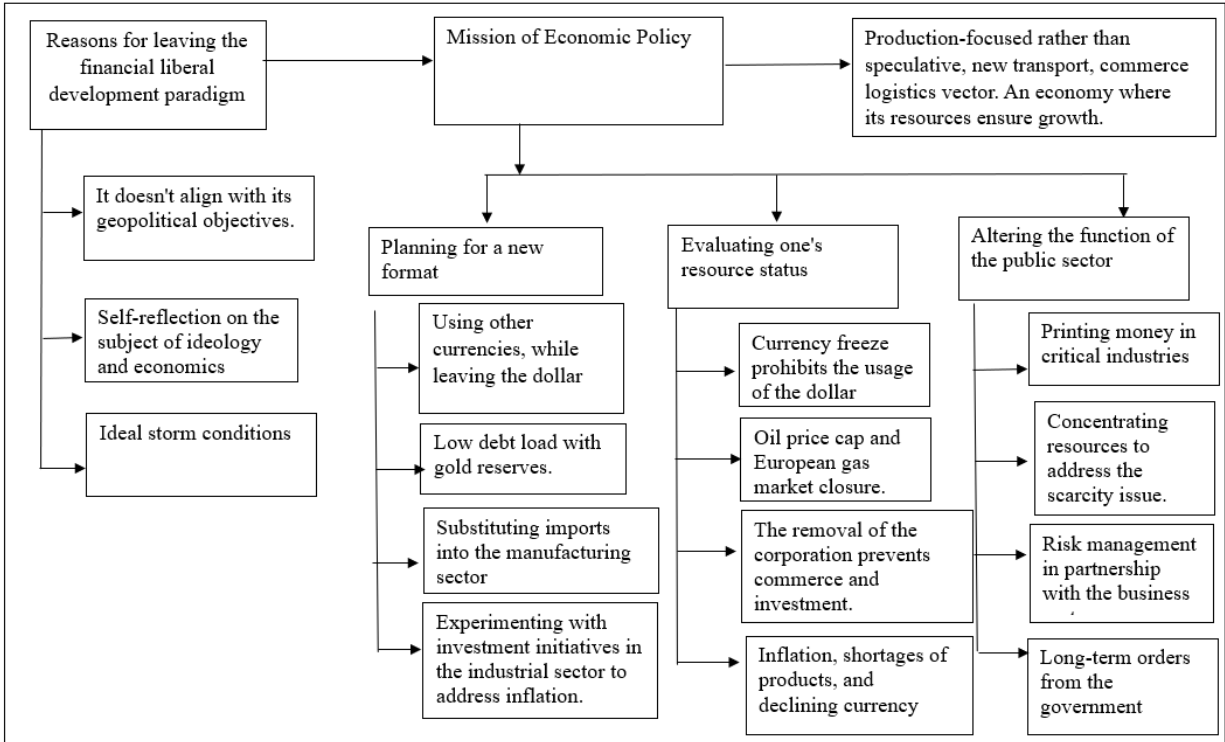 Reasons for leaving the
financial liberal
development paradigm
Mission of Economic Policy
Production-focused rather than
speculative, new transport, commerce
logistics vector. An economy where
its resources ensure growth.
It doesn't align with its
geopolitical objectives.
Self-reflection on the
subject of ideology
and economics
Ideal storm conditions
Planning for a new
format
Using other
currencies, while
leaving the dollar
Low debt load with
gold reserves.
Substituting imports
into the manufacturing
sector
Experimenting with
investment initiatives
in the industrial sector to
address inflation.
Evaluating one's
resource status
Currency freeze
prohibits the usage
of the dollar
Oil price cap and
European gas
market closure.
The removal of the
corporation prevents
commerce and
investment.
Inflation, shortages of
products, and
declining currency
Altering the function of
the public sector
Printing money in
critical industries
Concentrating
resources to
address the
scarcity issue.
Risk management
in partnership
with the business
Long-term orders
from the
government